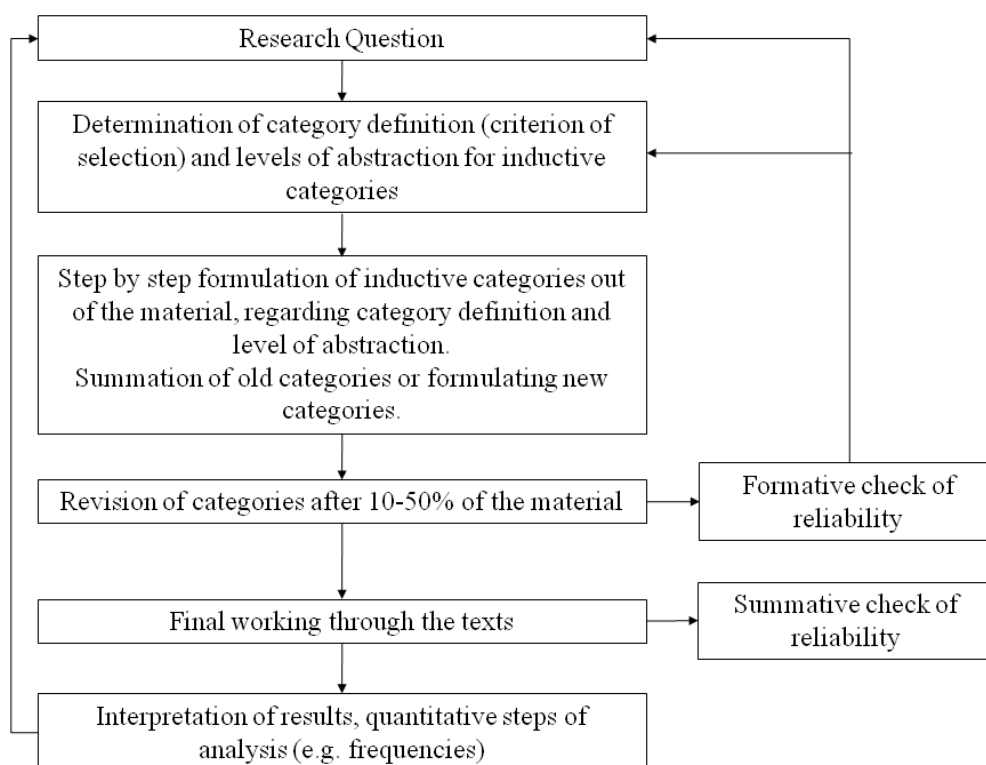 Research Question
Determination of category definition (criterion of
selection) and levels of abstraction for inductive
categories
Step by step formulation of inductive categories out
of the material, regarding category definition and
level of abstraction.
Summation of old categories or formulating new
categories.
Revision of categories after 10-50% of the material
Formative check of
reliability
Final working through the texts
Summative check of
reliability
Interpretation of results, quantitative steps of
analysis (e.g. frequencies)